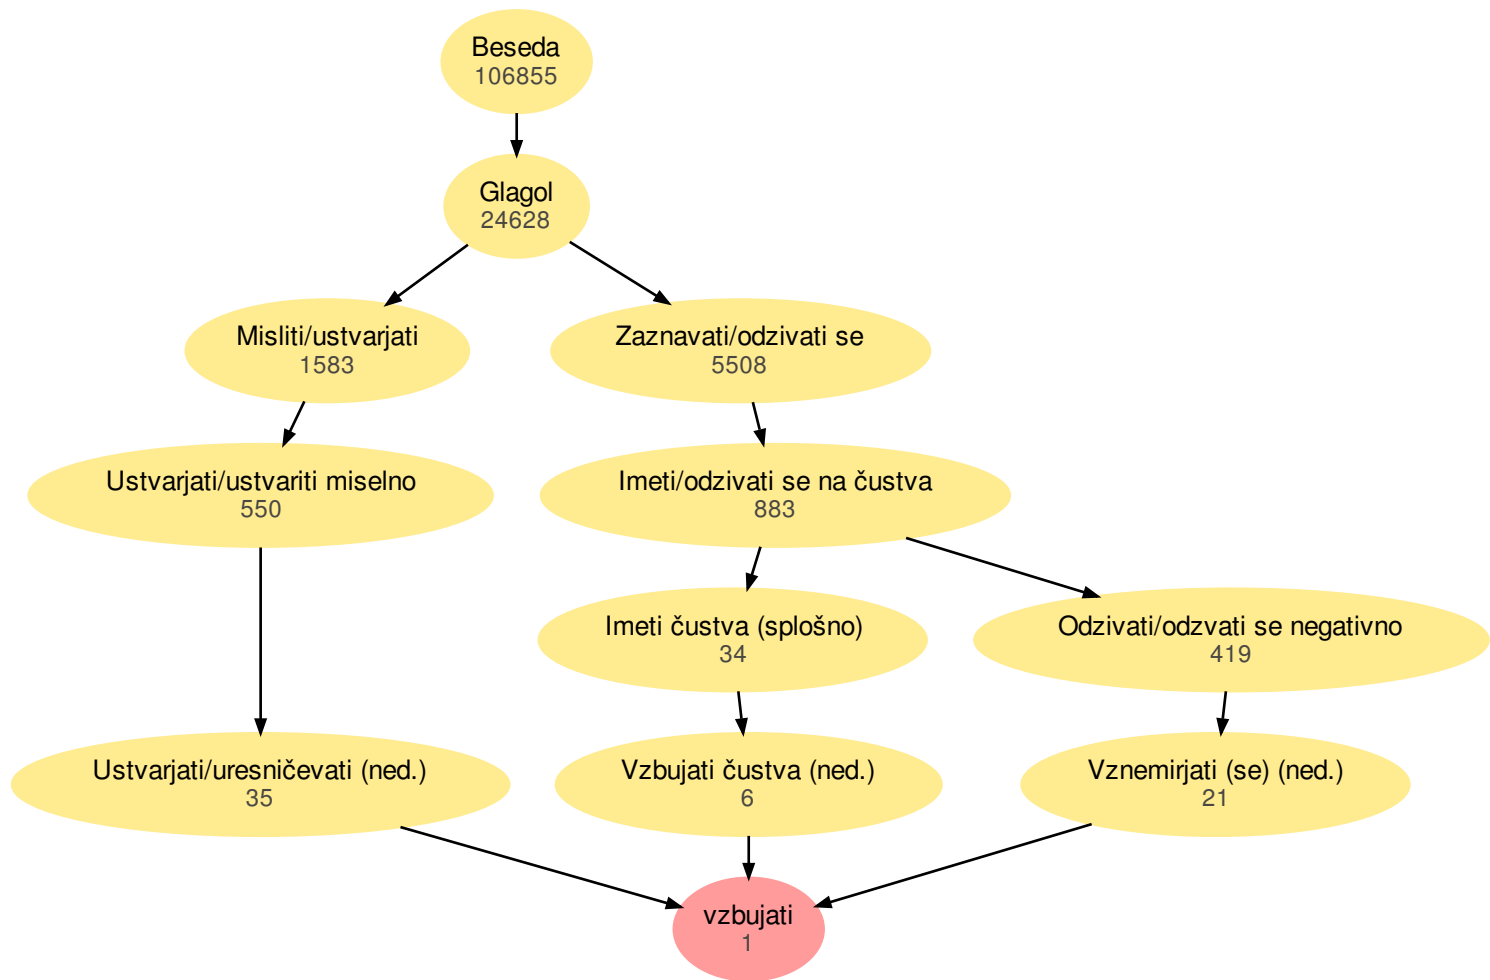 Beseda
106855
Glagol
24628
Misliti/ustvarjati
1583
Zaznavati/odzivati se
5508
Ustvarjati/ustvariti miselno
550
Imeti/odzivati se na čustva
883
Imeti čustva (splošno)
34
Odzivati/odzvati se negativno
419
Ustvarjati/uresničevati (ned.)
35
Vzbujati čustva (ned.)
6
Vznemirjati (se) (ned.)
21
vzbujati
1